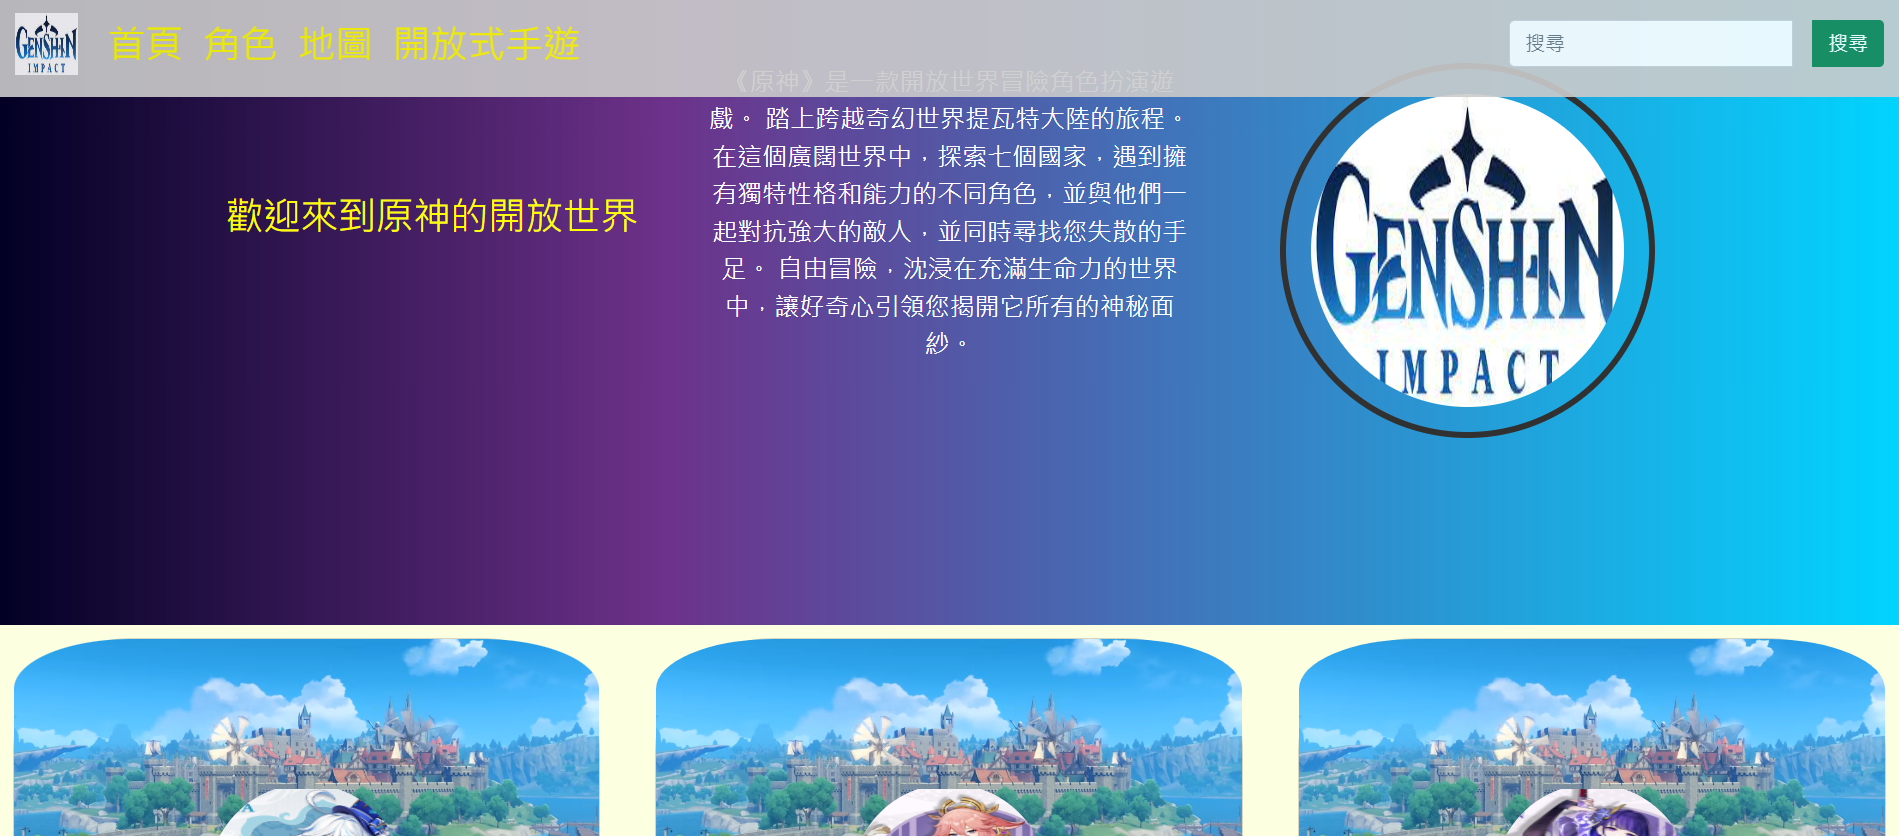 GENSHIN
IMPACT
首頁 角色 地圖 開放式手遊
搜尋
搜尋
歡迎來到原神的開放世界
《原神》是一款開放世界冒險角色扮演遊
戲。 踏上跨越奇幻世界提瓦特大陸的旅程。
在這個廣闊世界中，探索七個國家，遇到擁
有獨特性格和能力的不同角色，並與他們一
起對抗強大的敵人，並同時尋找您失散的手
足。 自由冒險，沈浸在充滿生命力的世界
中，讓好奇心引領您揭開它所有的神秘面
紗。
GENSHIN
IMPACT